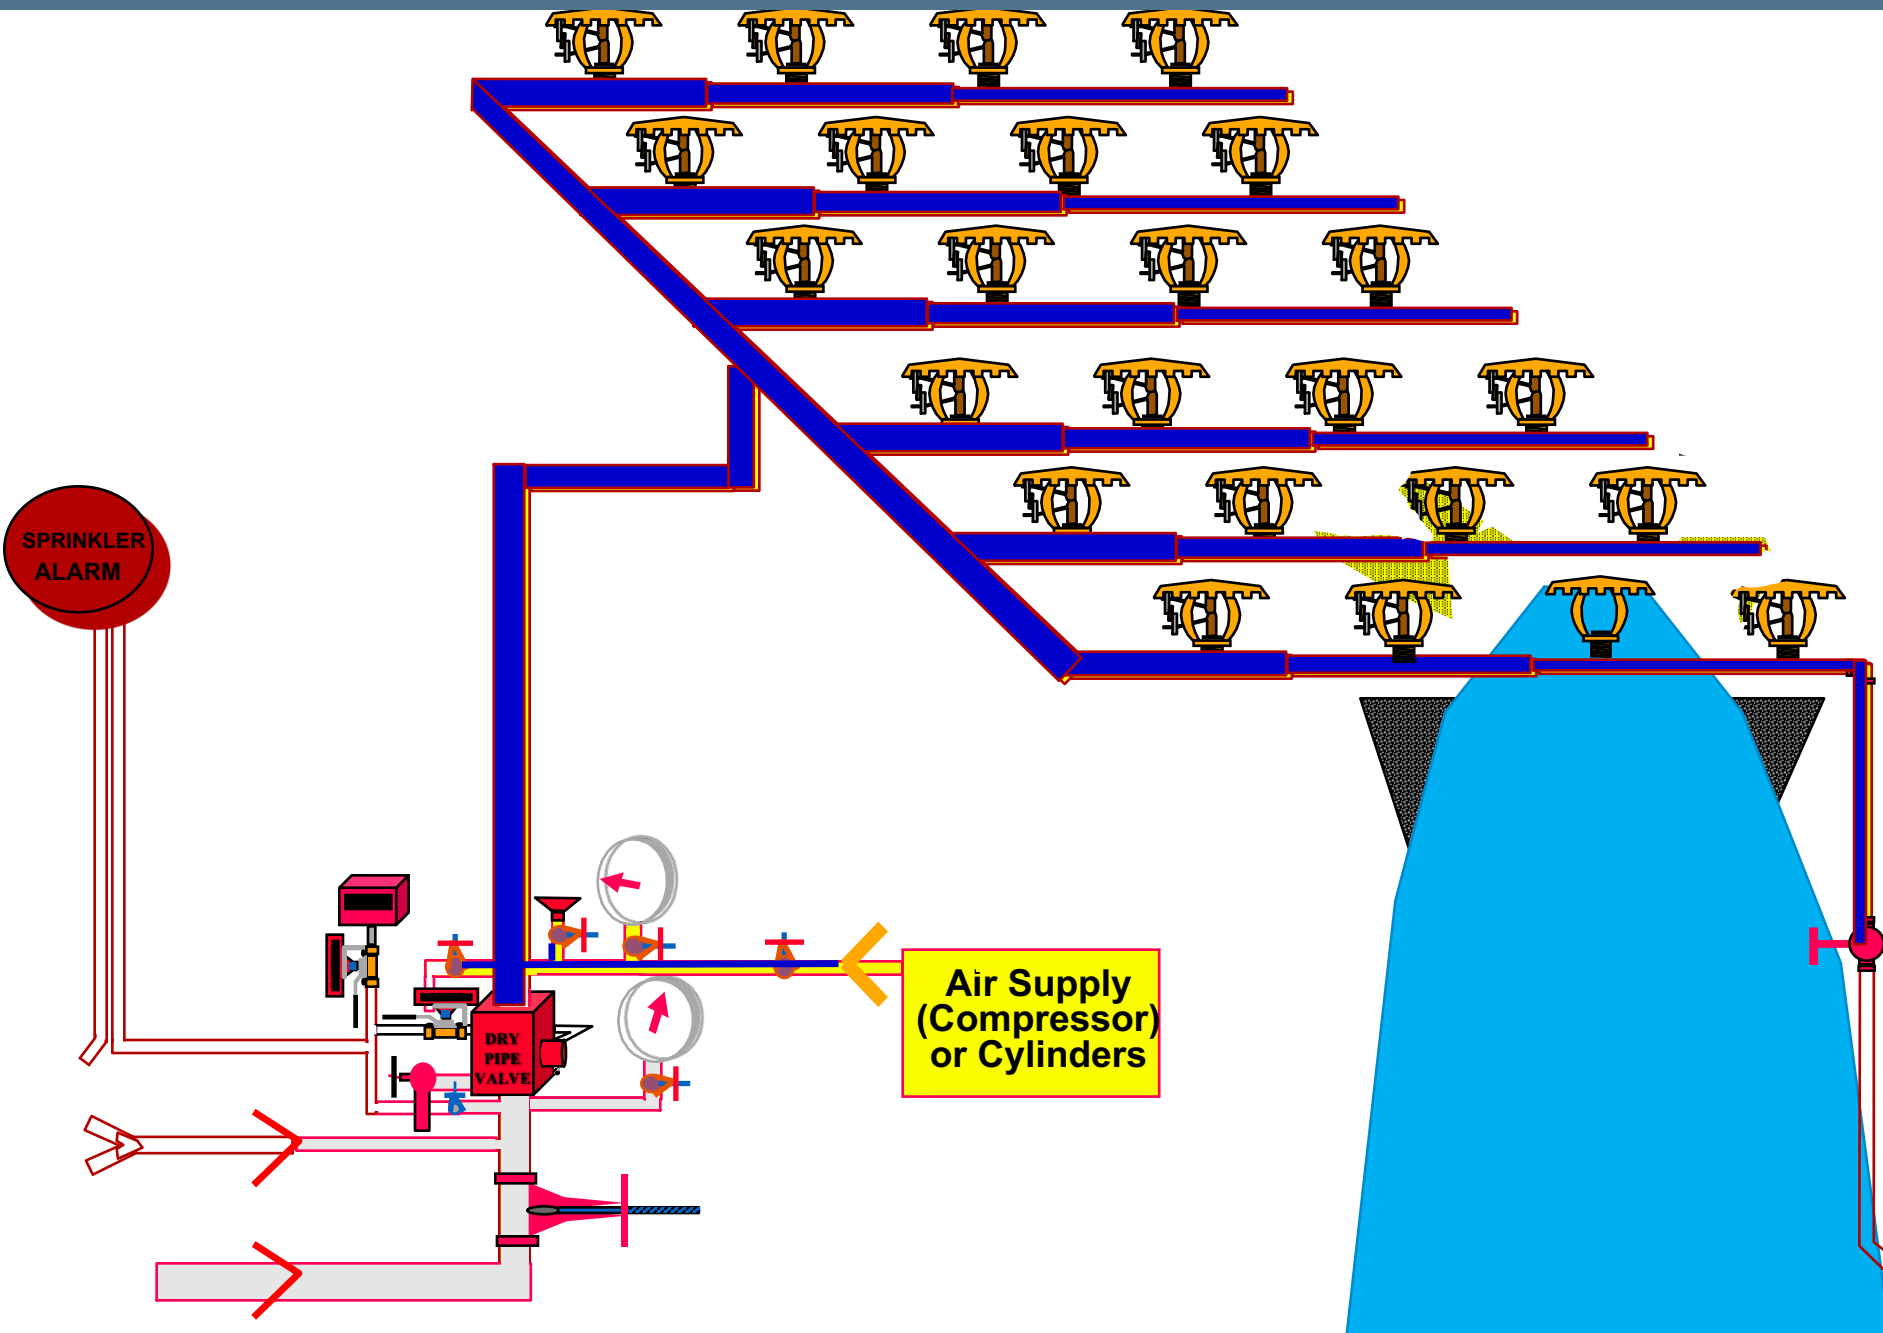 SPRINKLER
ALARM
DRY
PIPE
VALVE
Air Supply
(Compressor)
or Cylinders